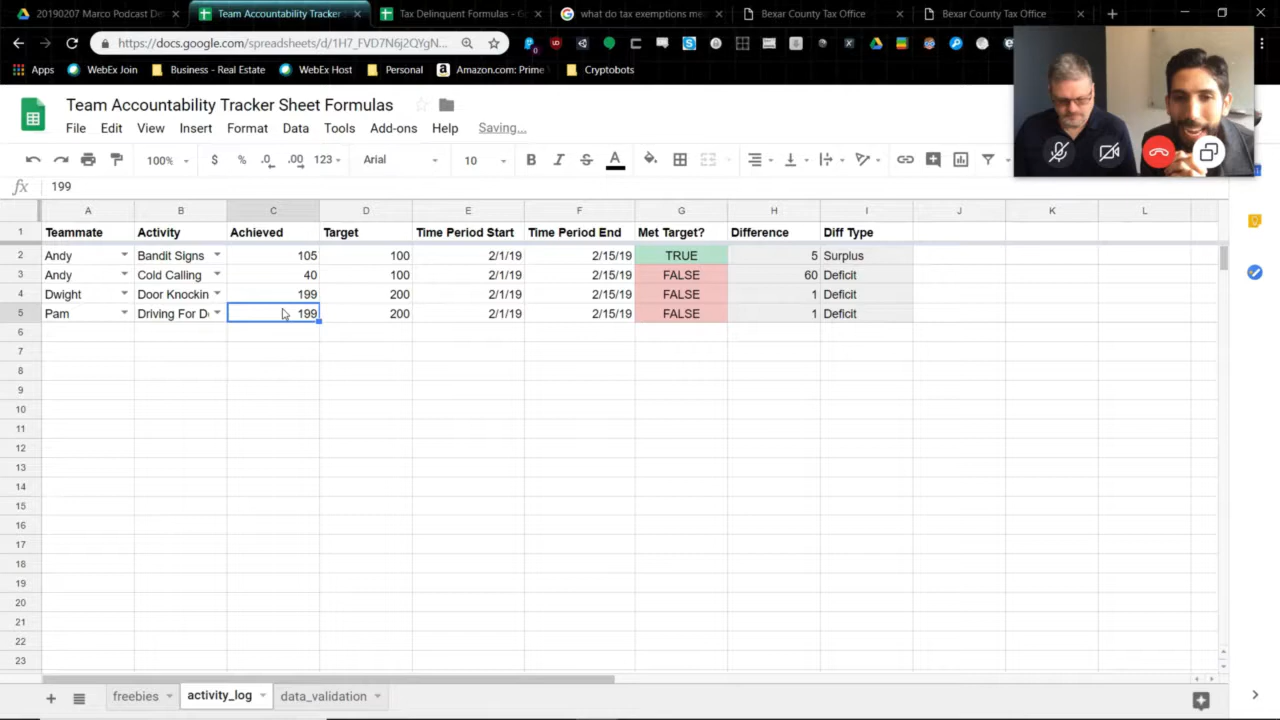 20190207 Marco Podcast De
Team Accountability Tracker
Tax Delinquent Formulas - G
what do tax exemptions me
Bexar County Tax Office
Bexar County Tax Office
https://docs.google.com/spreadsheets/d/1H7_FVD7N6j2QYgN...
Apps
WebEx Join
Business - Real Estate
WebEx Host
Personal
Amazon.com: Prime
Cryptobots
Team Accountability Tracker Sheet Formulas
File Edit View Insert Format Data Tools Add-ons Help Saving...
100% $ % .0 .00 123 Arial 10 B I S A
fx 199
A B C D E F G H I J K L
1 Teammate Activity Achieved Target Time Period Start Time Period End Met Target? Difference Diff Type
2 Andy Bandit Signs 105 100 2/1/19 2/15/19 TRUE 5 Surplus
3 Andy Cold Calling 40 100 2/1/19 2/15/19 FALSE 60 Deficit
4 Dwight Door Knockin 199 200 2/1/19 2/15/19 FALSE 1 Deficit
5 Pam Driving For D 199 200 2/1/19 2/15/19 FALSE 1 Deficit
6
7
8
9
10
11
12
13
14
15
16
17
18
19
20
21
22
23
freebies activity_log data_validation